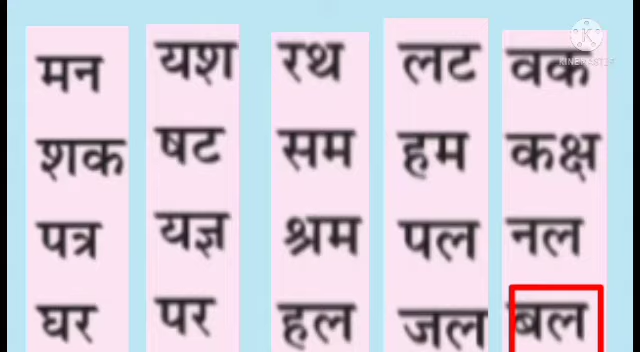 मन यश रथ लट वक
शक षट सम हम कक्ष
पत्र यज्ञ श्रम पल नल
घर पर हल जल बल
KINEMASTER